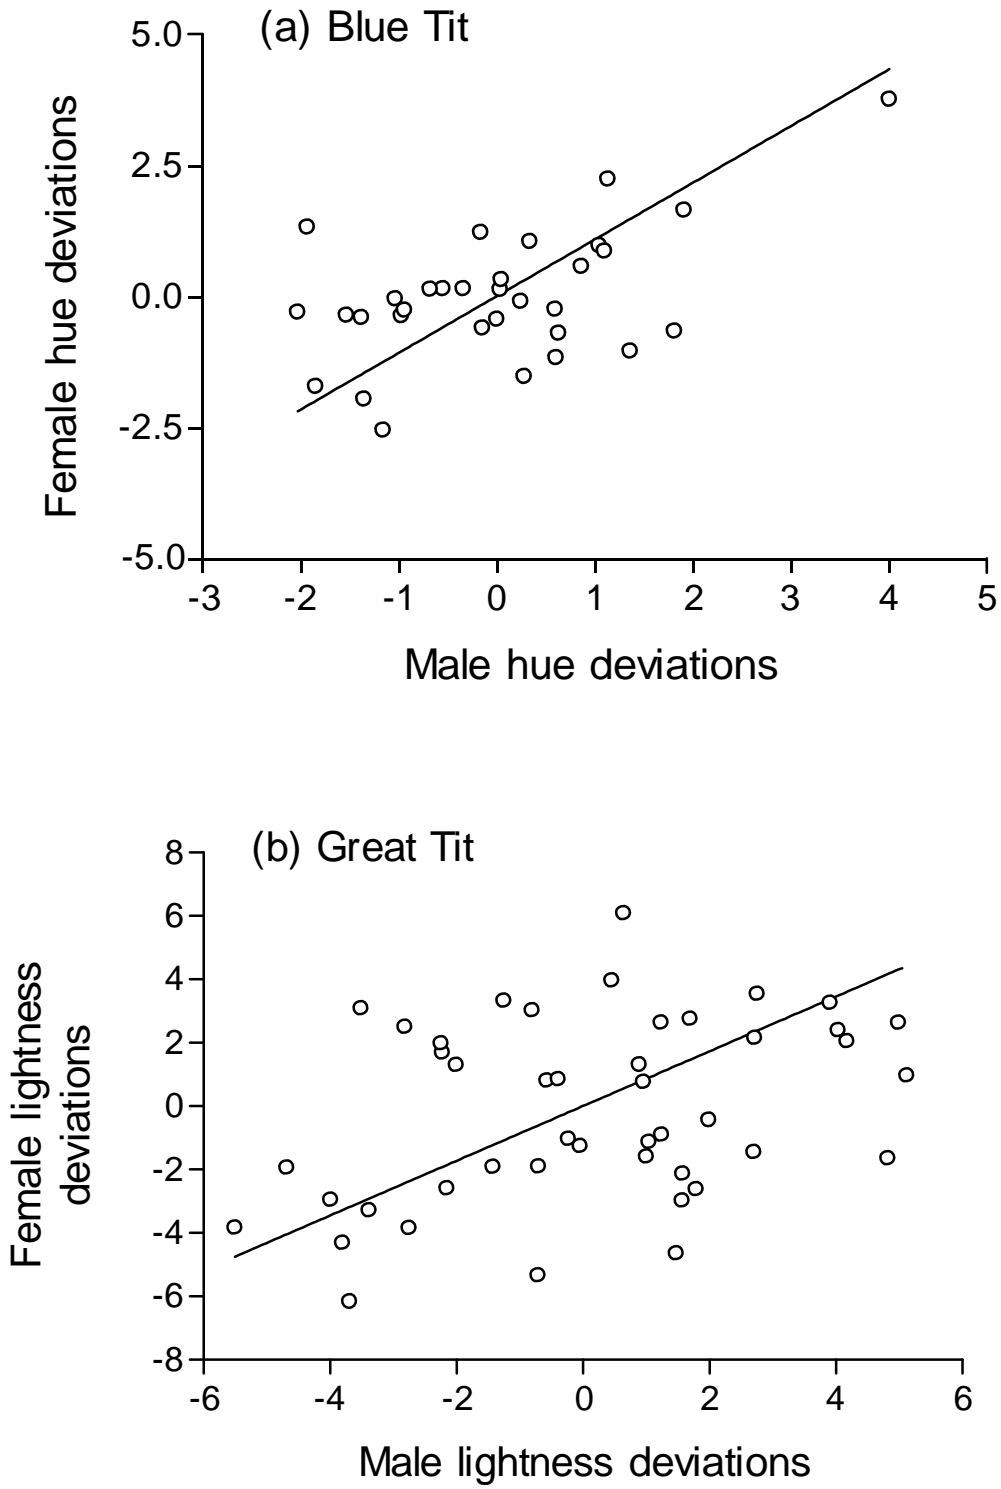 (a) Blue Tit
5.0
2.5
0.0
-2.5
-5.0
Female hue deviations
-3 -2 -1 0 1 2 3 4 5
Male hue deviations
(b) Great Tit
8
6
4
2
0
-2
-4
-6
-8
Female lightness
deviations
-6 -4 -2 0 2 4 6
Male lightness deviations